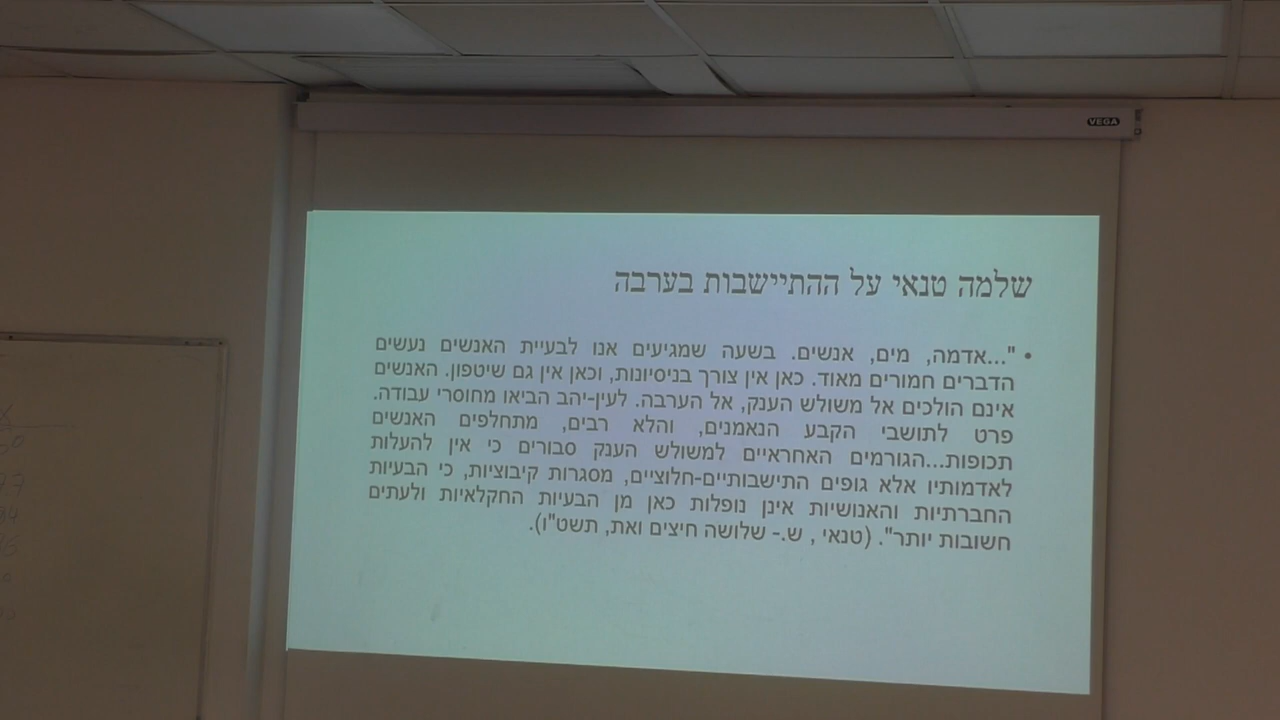 VEGA
שלמה טנאי על ההתיישבות בערבה
• "...אדמה, מים, אנשים. בשעה שמגיעים אנו לבעיית האנשים נעשים
הדברים חמורים מאוד. כאן אין צורך בניסיונות, וכאן אין גם שיטפון. האנשים
אינם הולכים אל משולש הענק, אל הערבה. לעין-יהב הביאו מחוסרי עבודה.
פרט לתושבי הקבע הנאמנים, והלא רבים, מתחלפים האנשים
תכופות...הגורמים האחראיים למשולש הענק סבורים כי אין להעלות
לאדמותיו אלא גופים התישבותיים-חלוציים, מסגרות קיבוציות, כי הבעיות
החברתיות והאנושיות אינן נופלות כאן מן הבעיות החקלאיות ולעתים
חשובות יותר". (טנאי , ש.- שלושה חיצים ואת, תשט"ו).